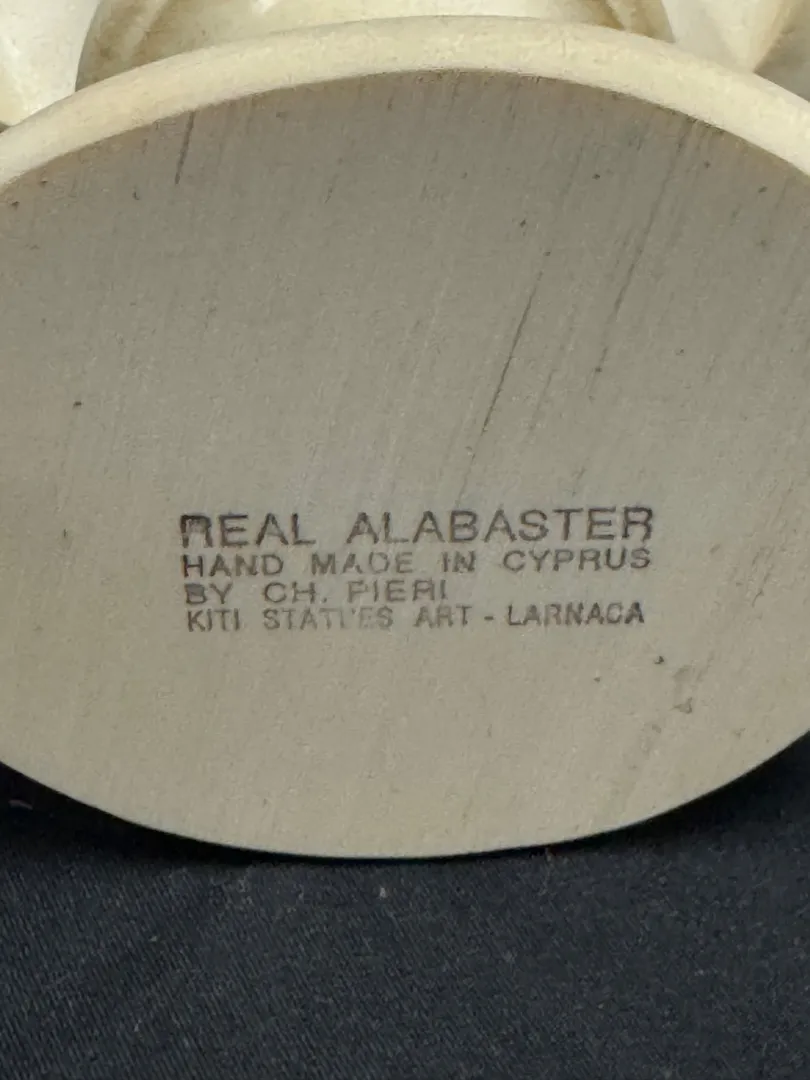 REAL ALABASTER
HAND MADE IN CYPRUS
BY CH. PIERI
KITI STATUES ART - LARNACA